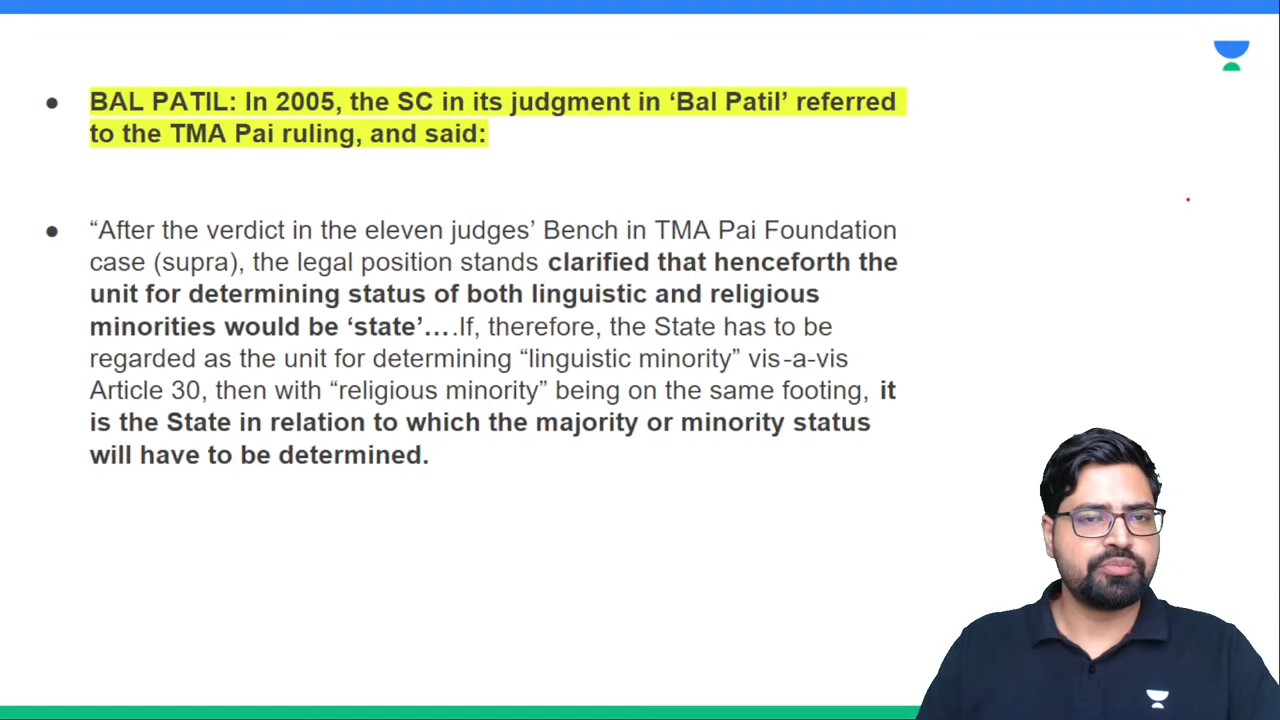 ● BAL PATIL: In 2005, the SC in its judgment in ‘Bal Patil’ referred
to the TMA Pai ruling, and said:
● “After the verdict in the eleven judges’ Bench in TMA Pai Foundation
case (supra), the legal position stands clarified that henceforth the
unit for determining status of both linguistic and religious
minorities would be ‘state’….If, therefore, the State has to be
regarded as the unit for determining “linguistic minority” vis-a-vis
Article 30, then with “religious minority” being on the same footing, it
is the State in relation to which the majority or minority status
will have to be determined.